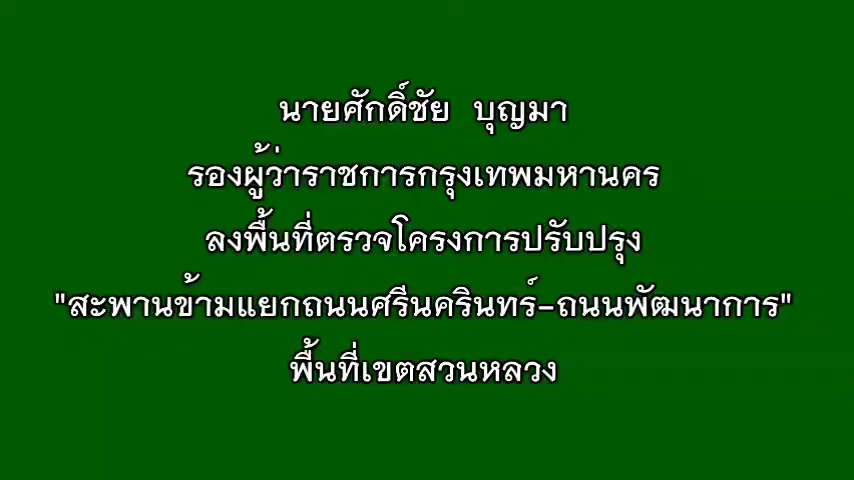 นายศักดิ์ชัย บุญมา
รองผู้ว่าราชการกรุงเทพมหานคร
ลงพื้นที่ตรวจโครงการปรับปรุง
"สะพานข้ามแยกถนนศรีนครินทร์-ถนนพัฒนาการ"
พื้นที่เขตสวนหลวง